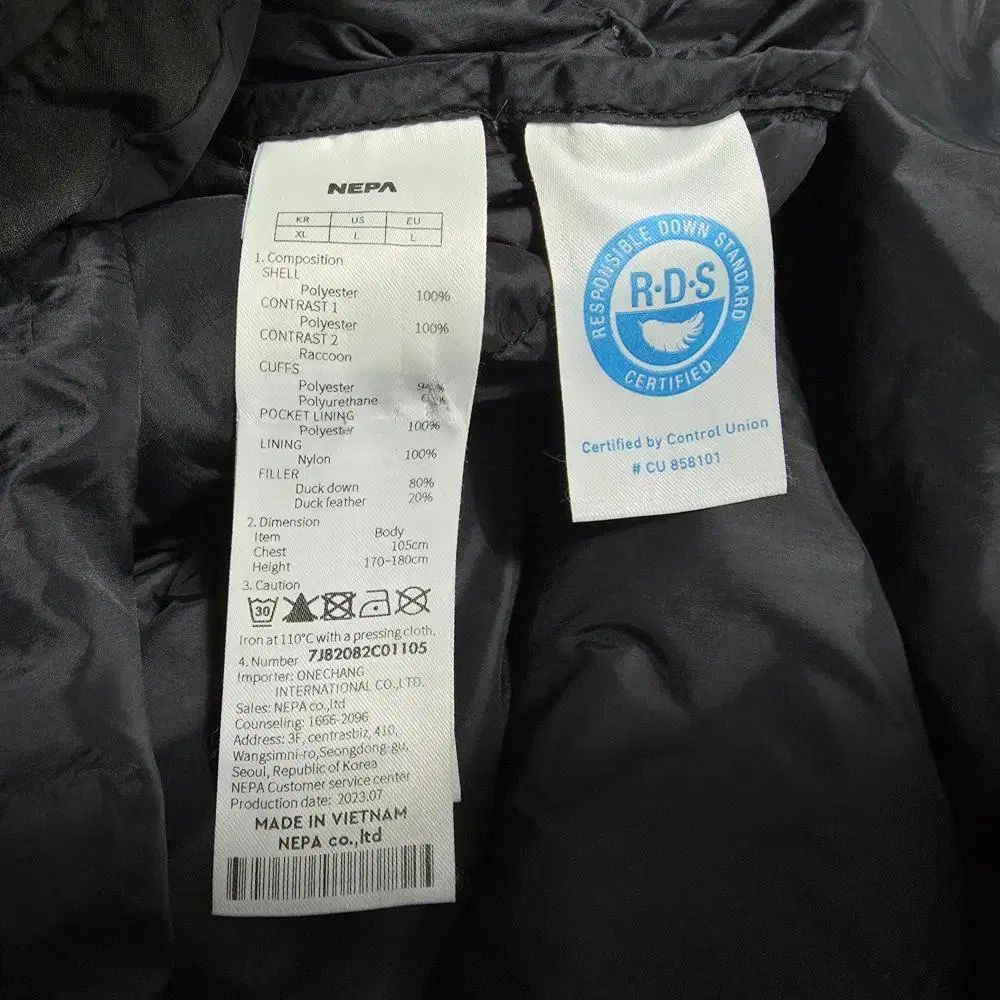 NEPA
KR US EU
XL L L
1. Composition
SHELL
Polyester 100%
CONTRAST 1
Polyester 100%
CONTRAST 2
Raccoon
CUFFS
Polyester 94%
Polyurethane
POCKET LINING
Polyester 100%
LINING
Nylon 100%
FILLER
Duck down 80%
Duck feather 20%
2. Dimension
Item Body
Chest 105cm
Height 170~180cm
3. Caution
30
Iron at 110°C with a pressing cloth.
4. Number 7J82082C01105
Importer: ONECHANG
INTERNATIONAL CO.,LTD.
Sales: NEPA co.,ltd
Counseling: 1666-2096
Address: 3F, centrasbiz, 410,
Wangsimni-ro,Seongdong-gu,
Seoul, Republic of Korea
NEPA Customer service center
Production date: 2023.07
MADE IN VIETNAM
NEPA co.,ltd
RESPONSIBLE DOWN STANDARD
R·D·S
CERTIFIED
Certified by Control Union
# CU 858101